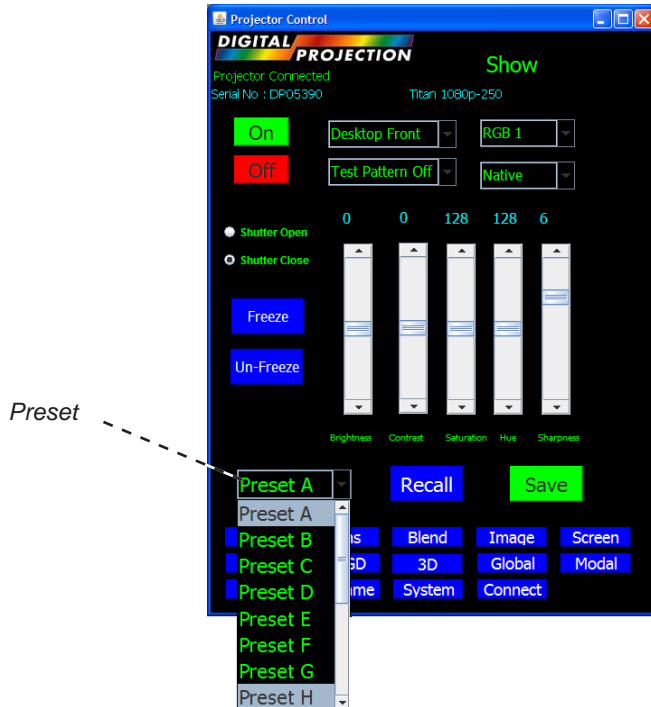 Projector Control
DIGITAL
PROJECTION
Show
Projector Connected
Serial No : DP05390 Titan 1080p-250
On Desktop Front RGB 1
Off Test Pattern Off Native
0 0 128 128 6
Shutter Open
Shutter Close
Freeze
Un-Freeze
Preset
Brightness Contrast Saturation Hue Sharpness
Preset A Recall Save
Preset A
Preset B Blend Image Screen
Preset C 3D Global Modal
Preset D System Connect
Preset E
Preset F
Preset G
Preset H